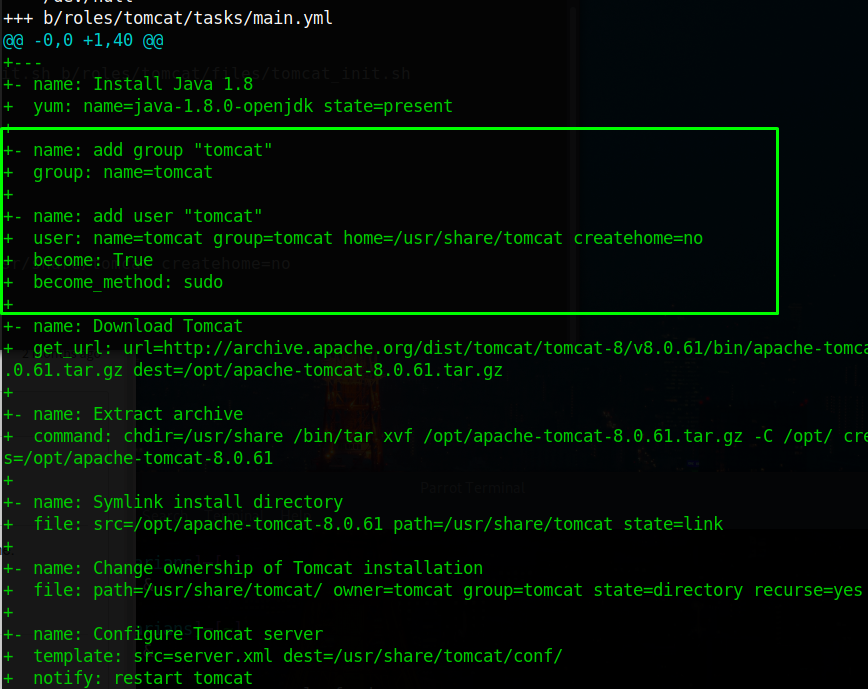 +++ b/roles/tomcat/tasks/main.yml
@@ -0,0 +1,40 @@
+---
+- name: Install Java 1.8
+  yum: name=java-1.8.0-openjdk state=present
+
+- name: add group "tomcat"
+  group: name=tomcat
+
+- name: add user "tomcat"
+  user: name=tomcat group=tomcat home=/usr/share/tomcat createhome=no
+  become: True
+  become_method: sudo
+
+- name: Download Tomcat
+  get_url: url=http://archive.apache.org/dist/tomcat/tomcat-8/v8.0.61/bin/apache-tomca
.0.61.tar.gz dest=/opt/apache-tomcat-8.0.61.tar.gz
+
+- name: Extract archive
+  command: chdir=/usr/share /bin/tar xvf /opt/apache-tomcat-8.0.61.tar.gz -C /opt/ cre
s=/opt/apache-tomcat-8.0.61
+
+- name: Symlink install directory
+  file: src=/opt/apache-tomcat-8.0.61 path=/usr/share/tomcat state=link
+
+- name: Change ownership of Tomcat installation
+  file: path=/usr/share/tomcat/ owner=tomcat group=tomcat state=directory recurse=yes
+
+- name: Configure Tomcat server
+  template: src=server.xml dest=/usr/share/tomcat/conf/
+  notify: restart tomcat
Parrot Terminal